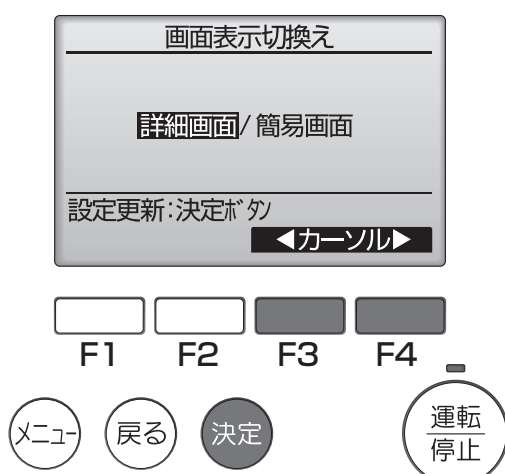 画面表示切換え
詳細画面/簡易画面
設定更新:決定ボタン
◀カーソル▶
F1 F2 F3 F4
メニュー 戻る 決定 運転
停止